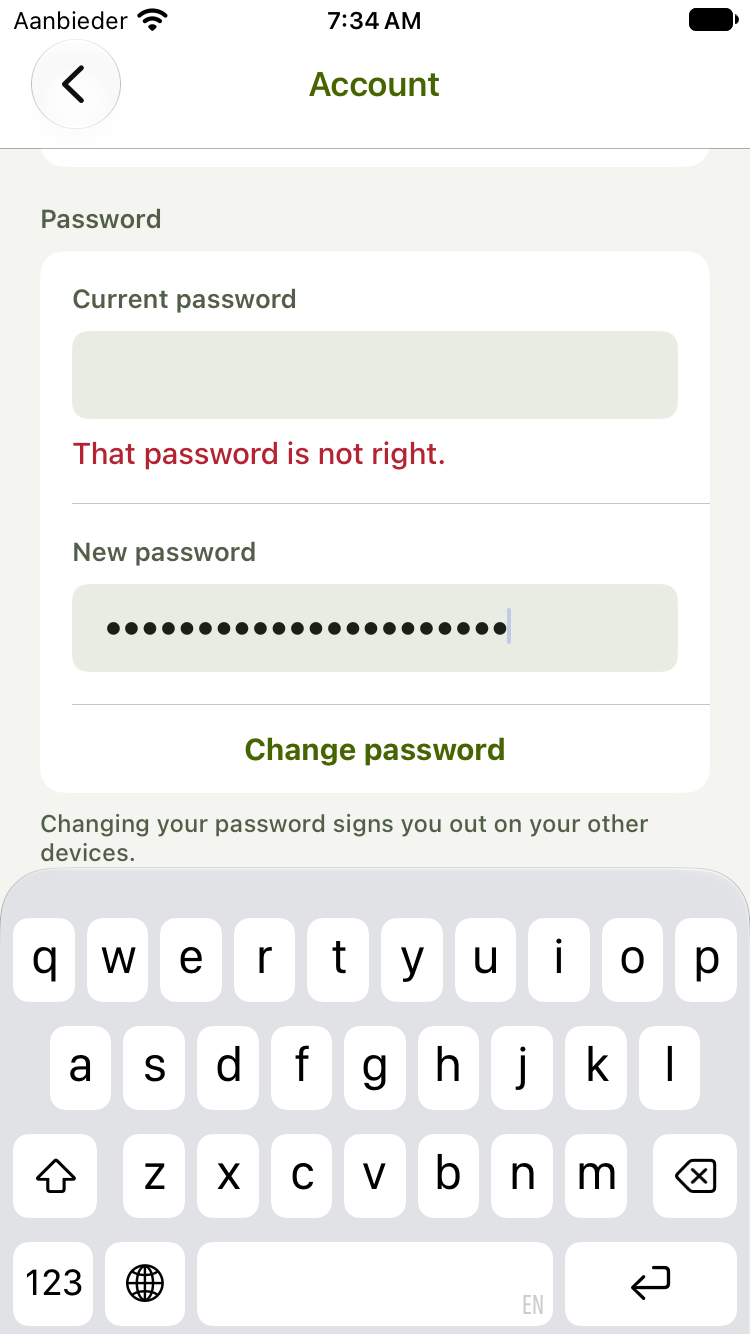 Aanbieder 7:34 AM
Account
Password
Current password
That password is not right.
New password
••••••••••••••••••••••
Change password
Changing your password signs you out on your other
devices.
q w e r t y u i o p
a s d f g h j k l
z x c v b n m
123 EN